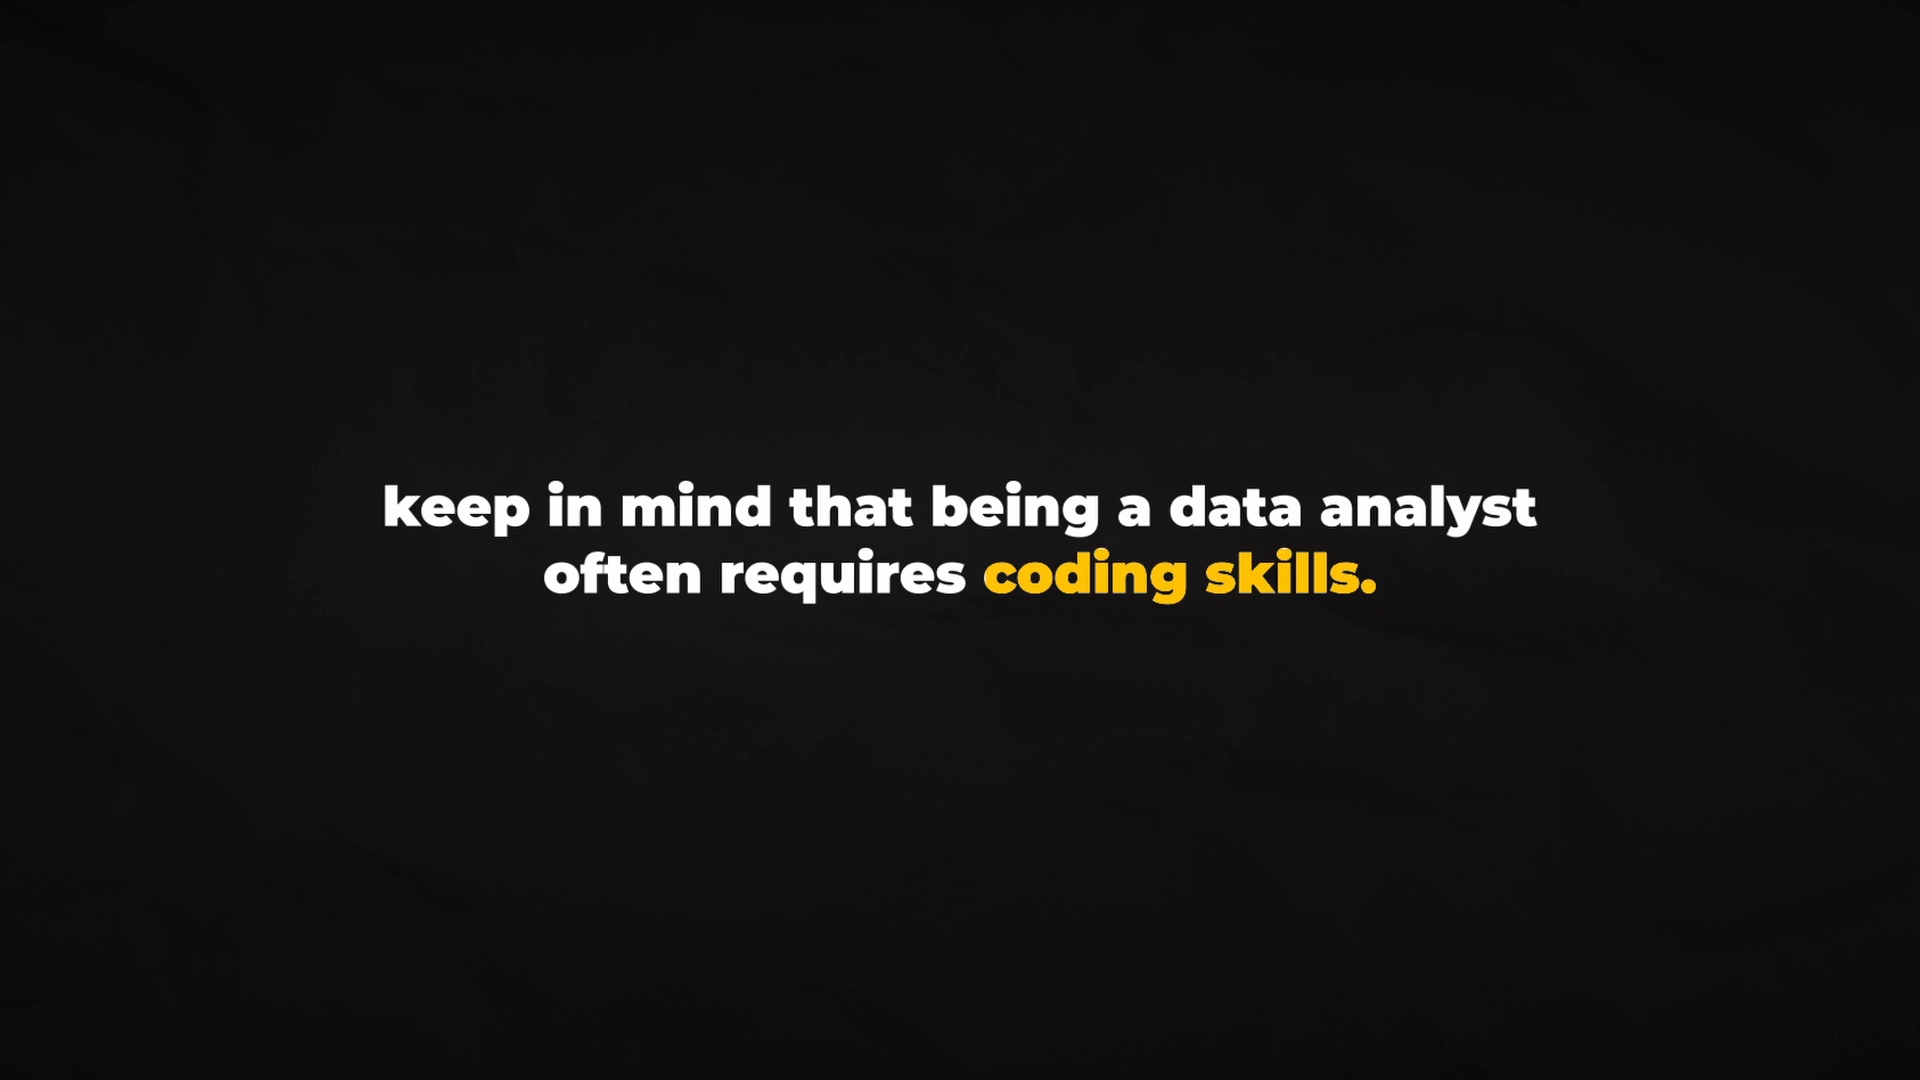 keep in mind that being a data analyst
often requires coding skills.